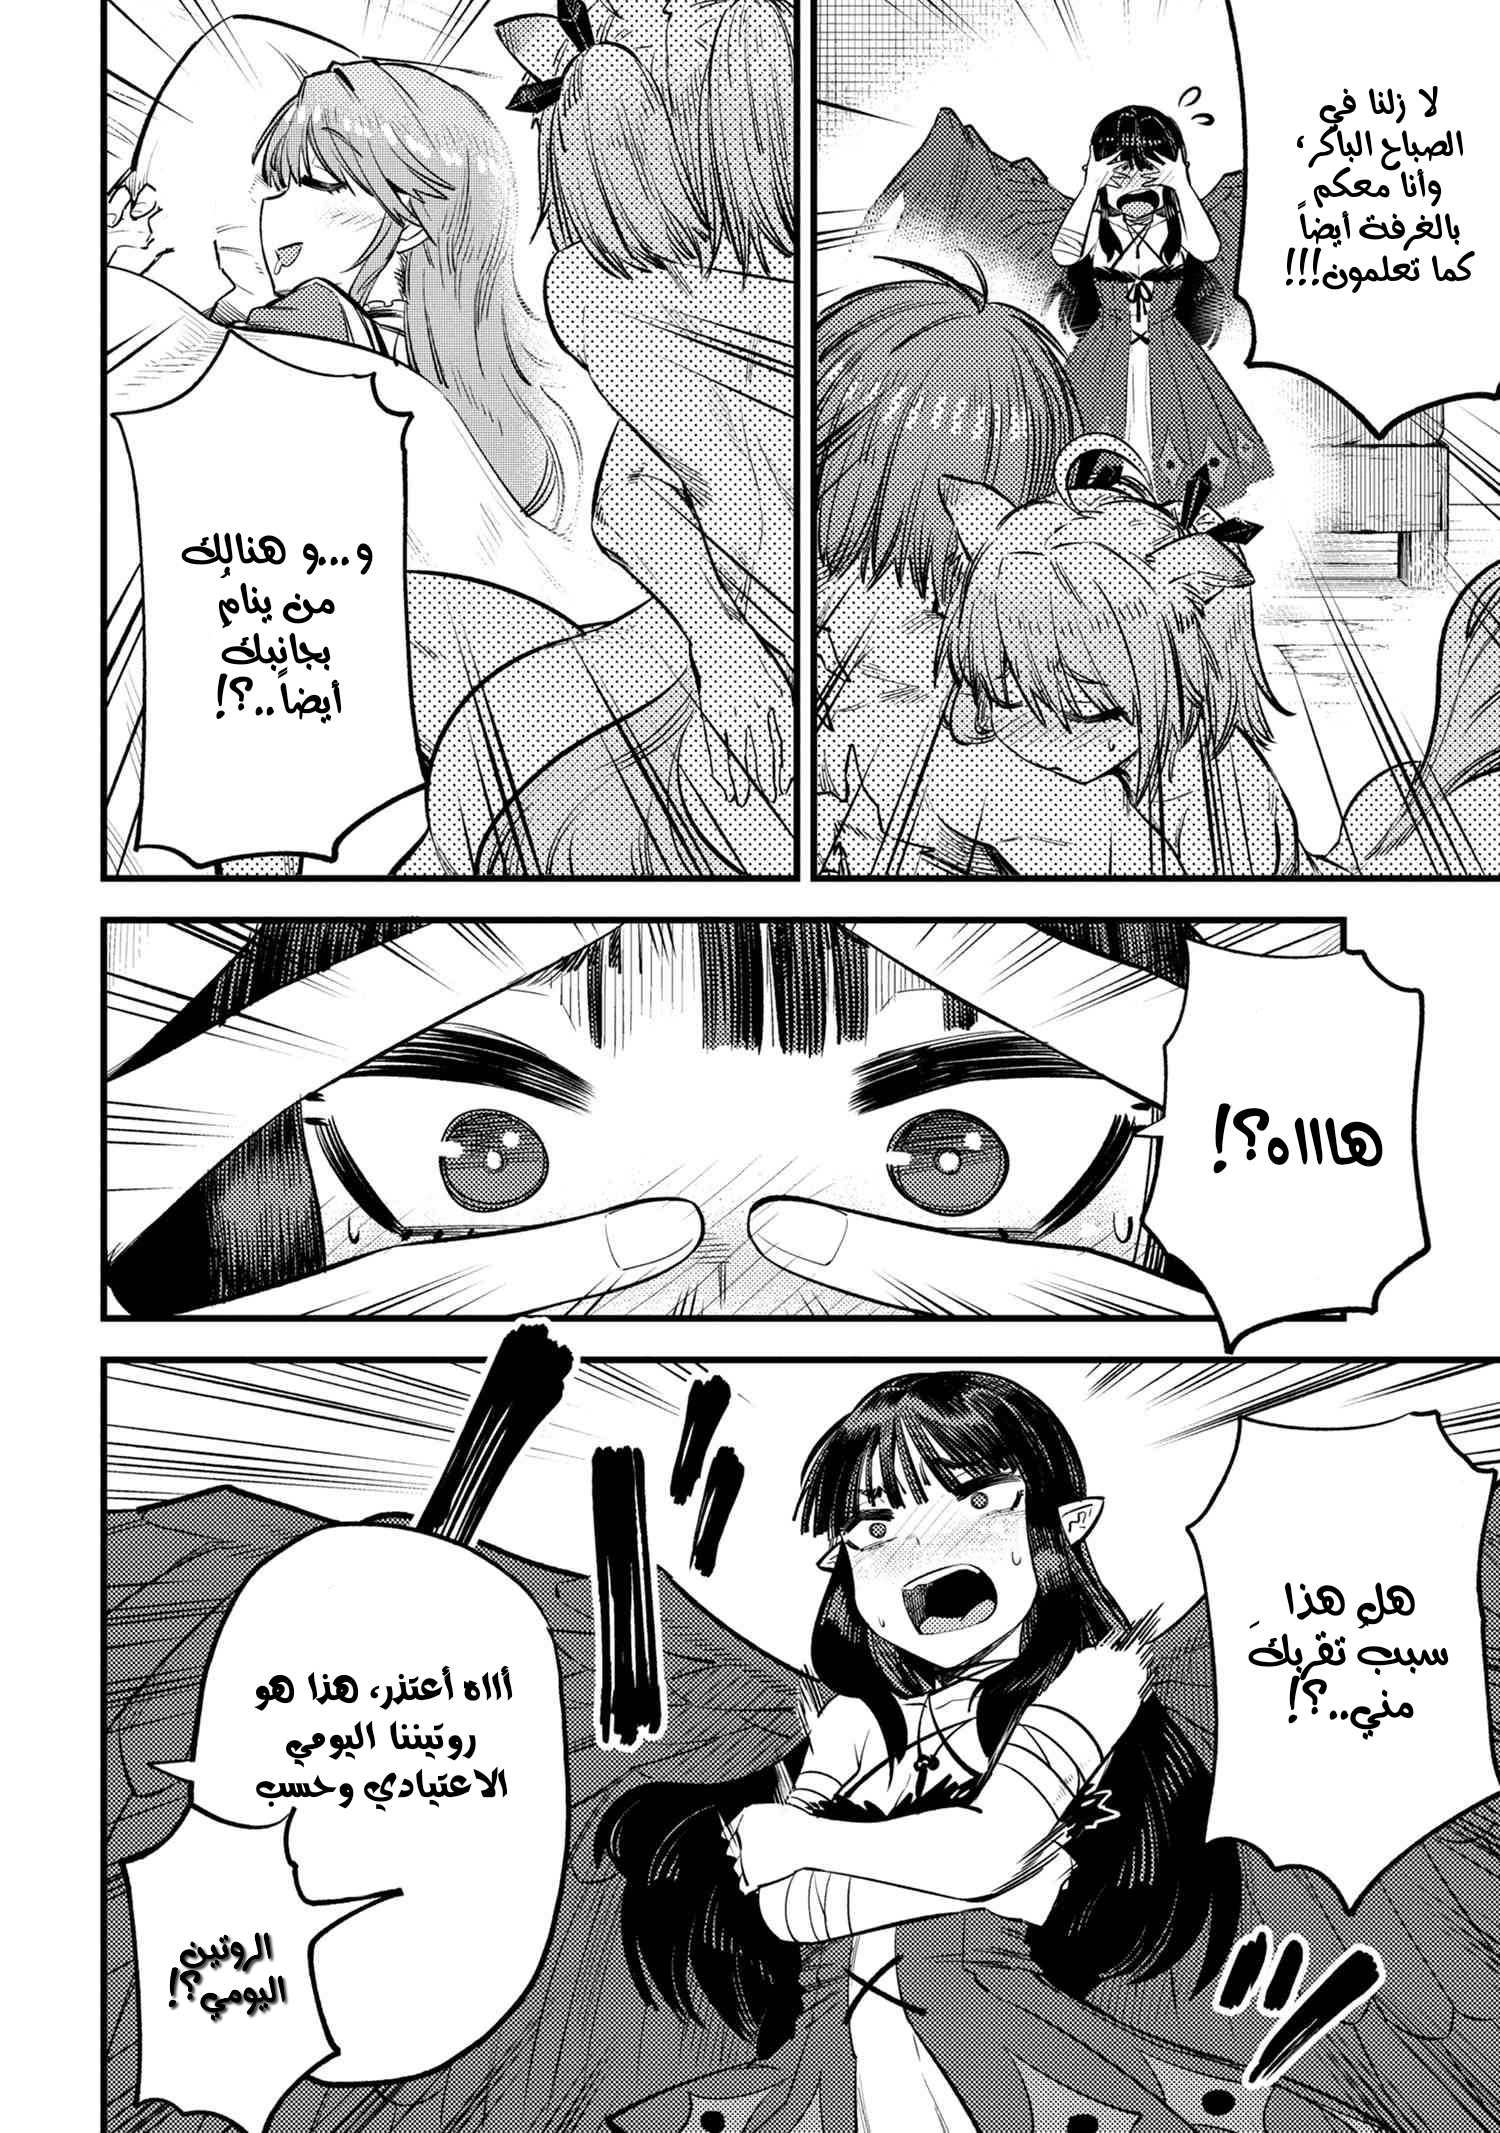 لا زلنا في
الصباح الباكر،
وأنا معكم
بالغرفة أيضاً
كما تعلمون!!!
و...و هنالك
من ينام
بجانبك
أيضاً..؟!
هاااه؟!
هل هذا
سبب تقربك
مني..؟!
أااه أعتذر، هذا هو
روتيننا اليومي
الاعتيادي وحسب
الروتين
اليومي؟!